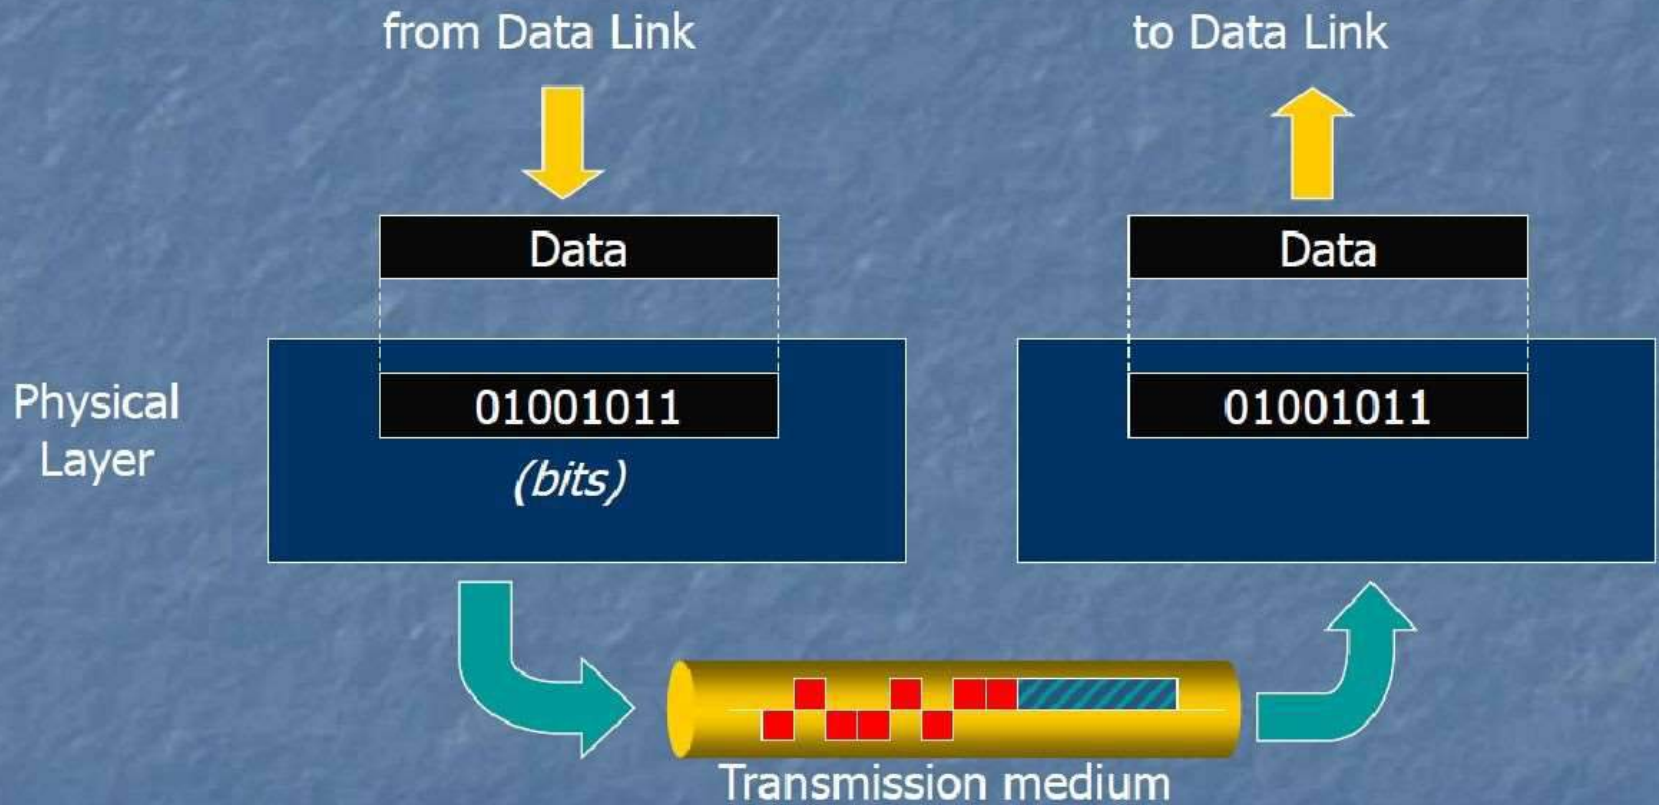 from Data Link
to Data Link
Data
Data
Physical
Layer
01001011
01001011
(bits)
Transmission medium